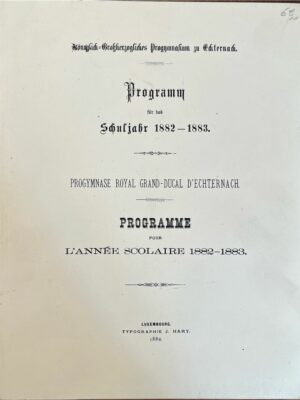 Königlich-Großherzogliches Progymnasium zu Echternach.
Programm
für das
Schuljahr 1882—1883.
PROGYMNASE ROYAL GRAND-DUCAL D'ECHTERNACH.
PROGRAMME
POUR
L'ANNÉE SCOLAIRE 1882-1883.
LUXEMBOURG.
TYPOGRAPHIE J. HARY.